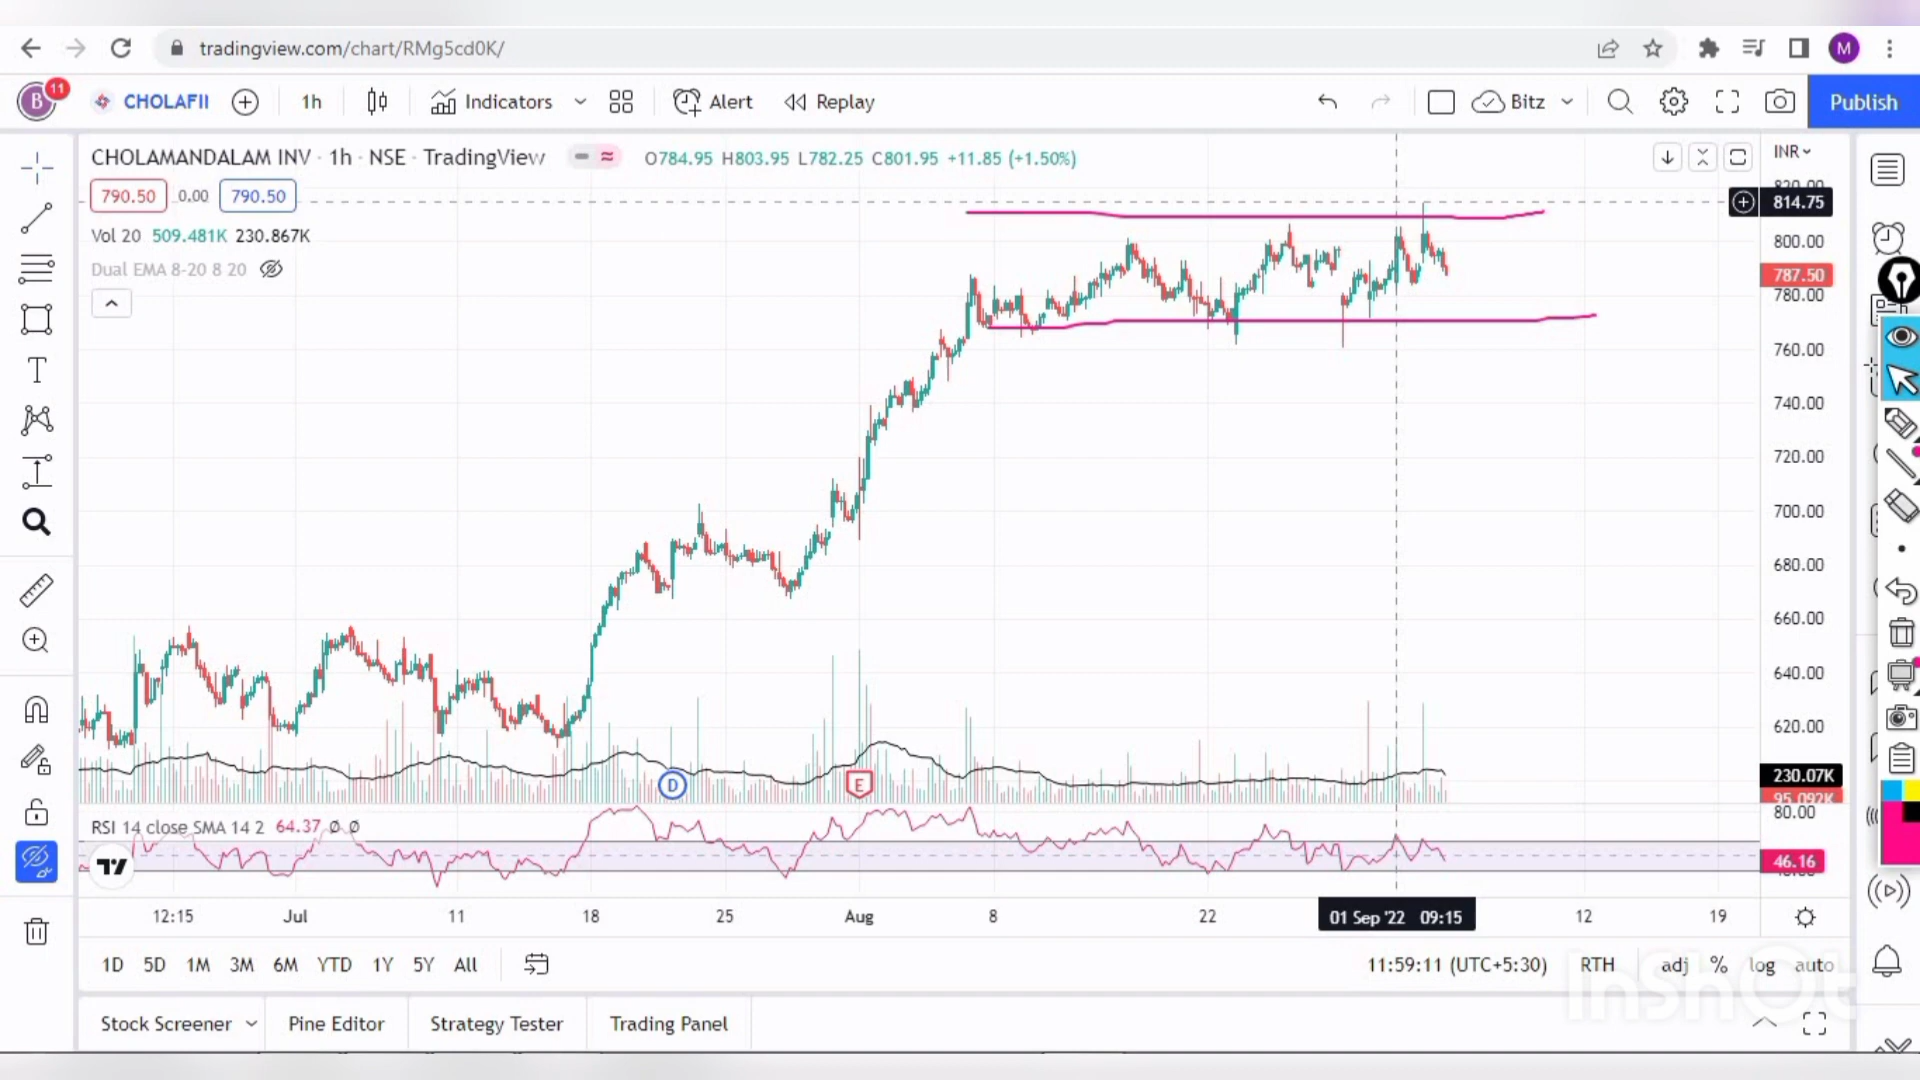 tradingview.com/chart/RMg5cd0K/
M
B 11 CHOLAFII 1h Indicators Alert Replay Bitz Publish
CHOLAMANDALAM INV · 1h · NSE · TradingView O784.95 H803.95 L782.25 C801.95 +11.85 (+1.50%) INR
790.50 0.00 790.50
820.00
814.75
Vol 20 509.481K 230.867K
800.00
Dual EMA 8-20 8 20
787.50
780.00
760.00
740.00
720.00
700.00
680.00
660.00
640.00
620.00
D E
230.07K
95.092K
80.00
RSI 14 close SMA 14 2 64.37 Ø Ø
46.16
12:15 Jul 11 18 25 Aug 8 22 01 Sep '22 09:15 12 19
1D 5D 1M 3M 6M YTD 1Y 5Y All 11:59:11 (UTC+5:30) RTH adj % log auto
InShOt
Stock Screener Pine Editor Strategy Tester Trading Panel